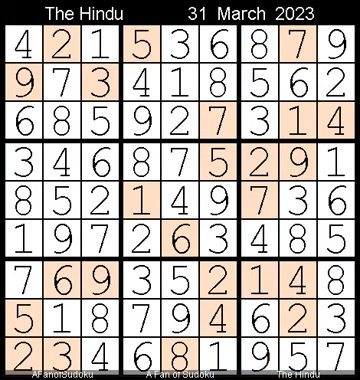 The Hindu 31 March 2023
4 2 1 5 3 6 8 7 9
9 7 3 4 1 8 5 6 2
6 8 5 9 2 7 3 1 4
3 4 6 8 7 5 2 9 1
8 5 2 1 4 9 7 3 6
1 9 7 2 6 3 4 8 5
7 6 9 3 5 2 1 4 8
5 1 8 7 9 4 6 2 3
2 3 4 6 8 1 9 5 7
AFanofSudoku A Fan of Sudoku The Hindu